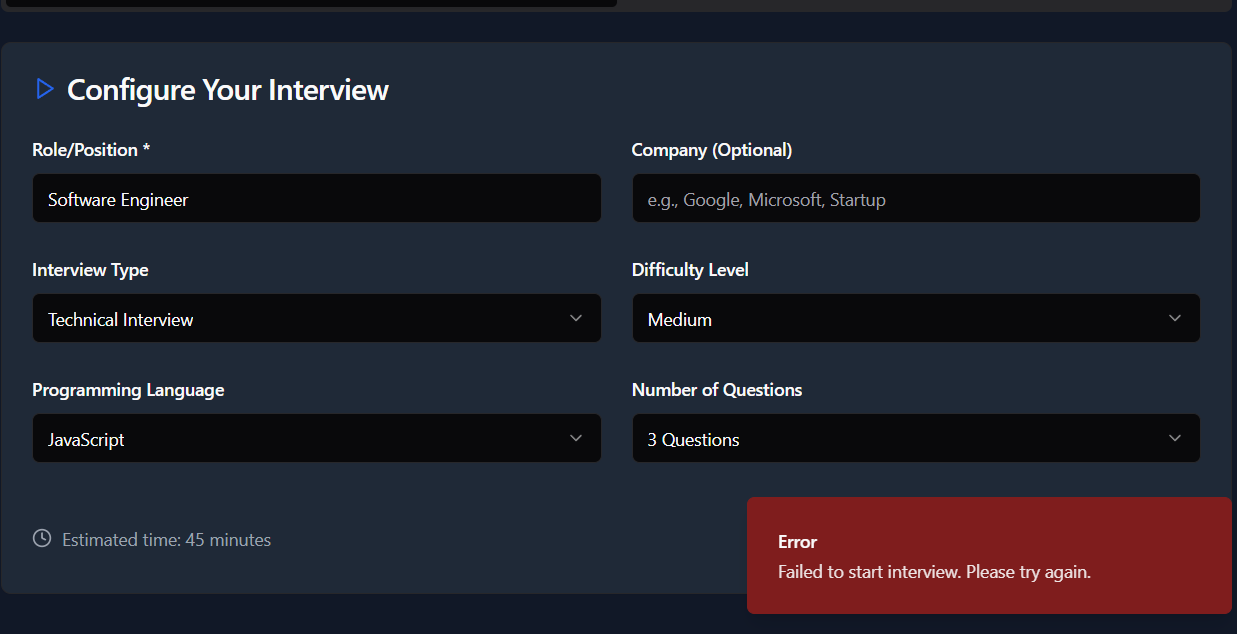 Configure Your Interview
Role/Position *
Company (Optional)
Software Engineer
e.g., Google, Microsoft, Startup
Interview Type
Difficulty Level
Technical Interview
Medium
Programming Language
Number of Questions
JavaScript
3 Questions
Estimated time: 45 minutes
Error
Failed to start interview. Please try again.